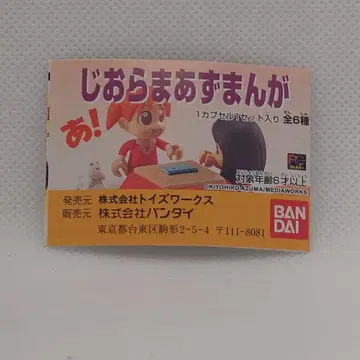 じおらまあずまんが
1カプセル1セット入り 全6種
あ!
対象年齢6才以上
©KIYOHIKO AZUMA/MEDIAWORKS
発売元 株式会社トイズワークス
販売元 株式会社バンダイ
東京都台東区駒形2-5-4 〒111-8081
BAN
DAI